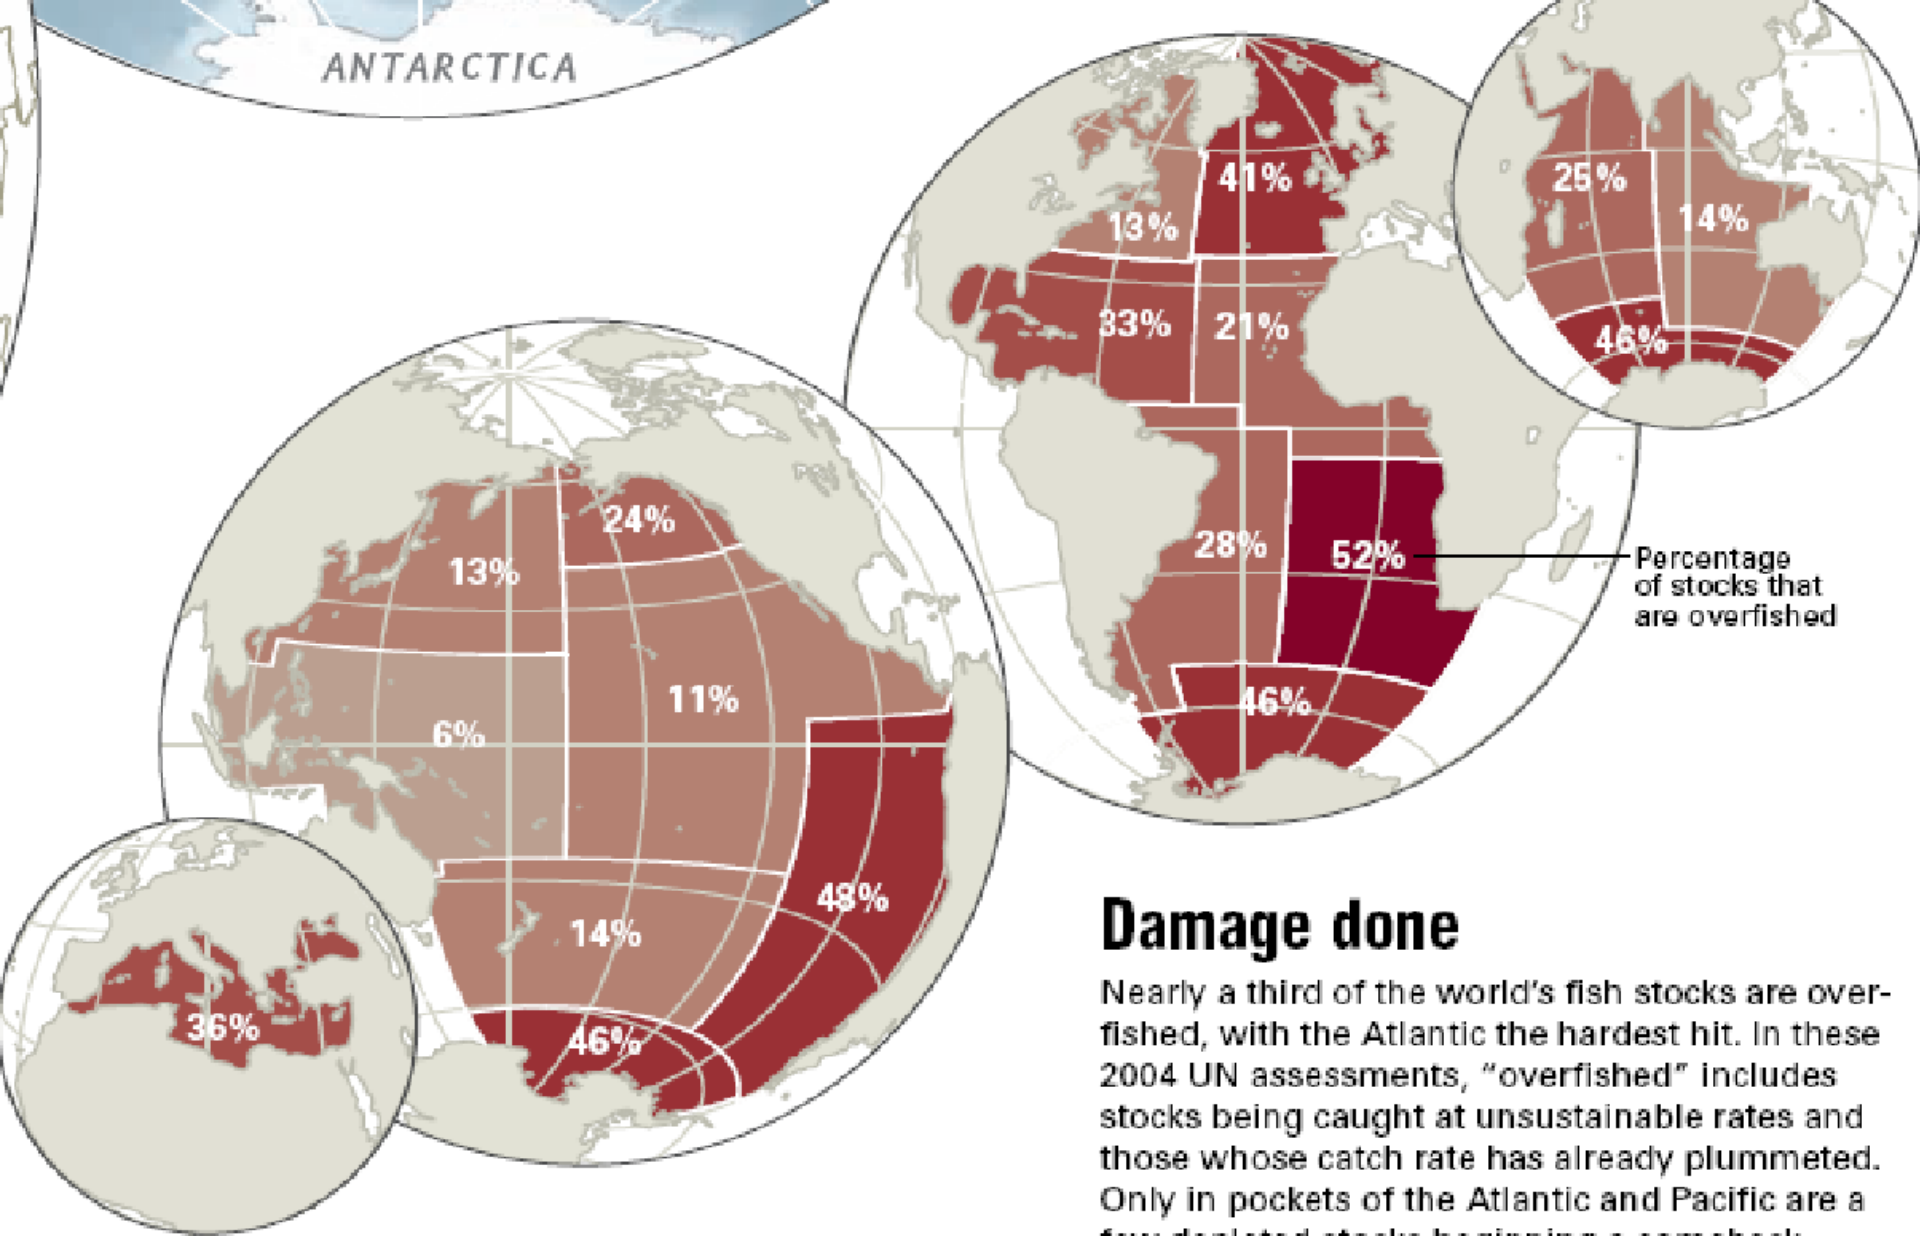 ANTARCTICA
41%
13%
33%
21%
28%
52%
46%
25%
14%
46%
Percentage
of stocks that
are overfished
24%
13%
11%
6%
48%
14%
46%
36%
Damage done
Nearly a third of the world's fish stocks are over-
fished, with the Atlantic the hardest hit. In these
2004 UN assessments, “overfished” includes
stocks being caught at unsustainable rates and
those whose catch rate has already plummeted.
Only in pockets of the Atlantic and Pacific are a